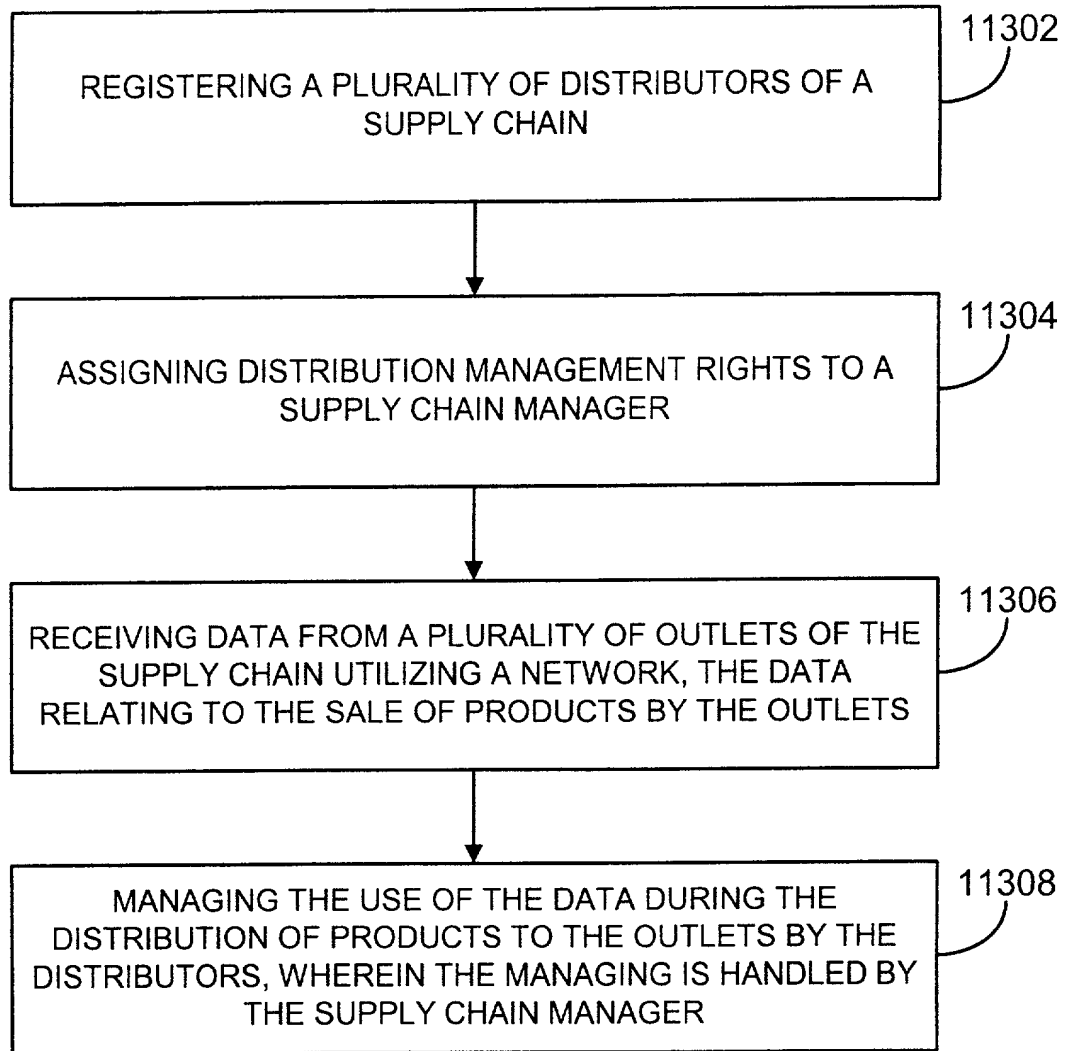 11302
REGISTERING A PLURALITY OF DISTRIBUTORS OF A
SUPPLY CHAIN
11304
ASSIGNING DISTRIBUTION MANAGEMENT RIGHTS TO A
SUPPLY CHAIN MANAGER
11306
RECEIVING DATA FROM A PLURALITY OF OUTLETS OF THE
SUPPLY CHAIN UTILIZING A NETWORK, THE DATA
RELATING TO THE SALE OF PRODUCTS BY THE OUTLETS
11308
MANAGING THE USE OF THE DATA DURING THE
DISTRIBUTION OF PRODUCTS TO THE OUTLETS BY THE
DISTRIBUTORS, WHEREIN THE MANAGING IS HANDLED BY
THE SUPPLY CHAIN MANAGER